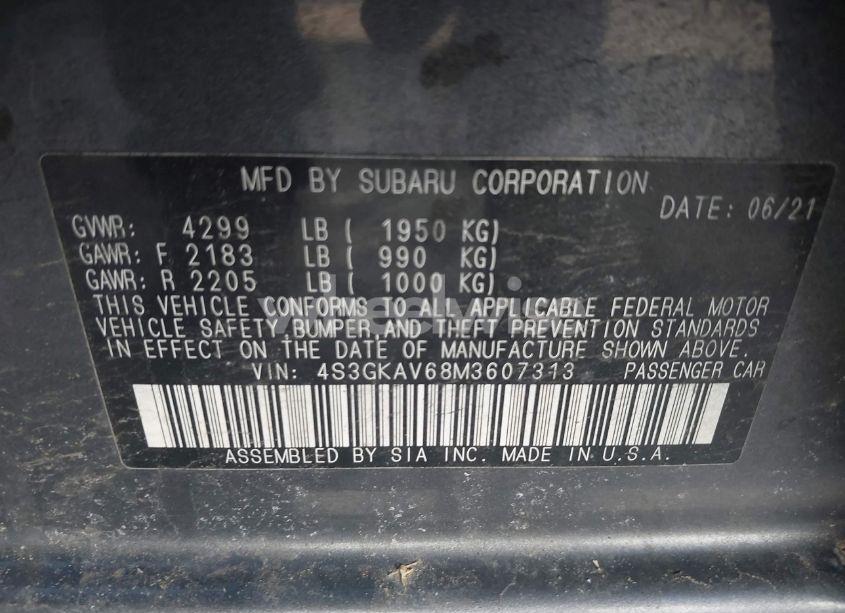 MFD BY SUBARU CORPORATION
DATE: 06/21
GVWR: 4299 LB ( 1950 KG)
GAWR: F 2183 LB ( 990 KG)
GAWR: R 2205 LB ( 1000 KG)
THIS VEHICLE CONFORMS TO ALL APPLICABLE FEDERAL MOTOR
VEHICLE SAFETY, BUMPER, AND THEFT PREVENTION STANDARDS
IN EFFECT ON THE DATE OF MANUFACTURE SHOWN ABOVE.
VIN: 4S3GKAV68M3607313 PASSENGER CAR
ASSEMBLED BY SIA INC. MADE IN U.S.A.